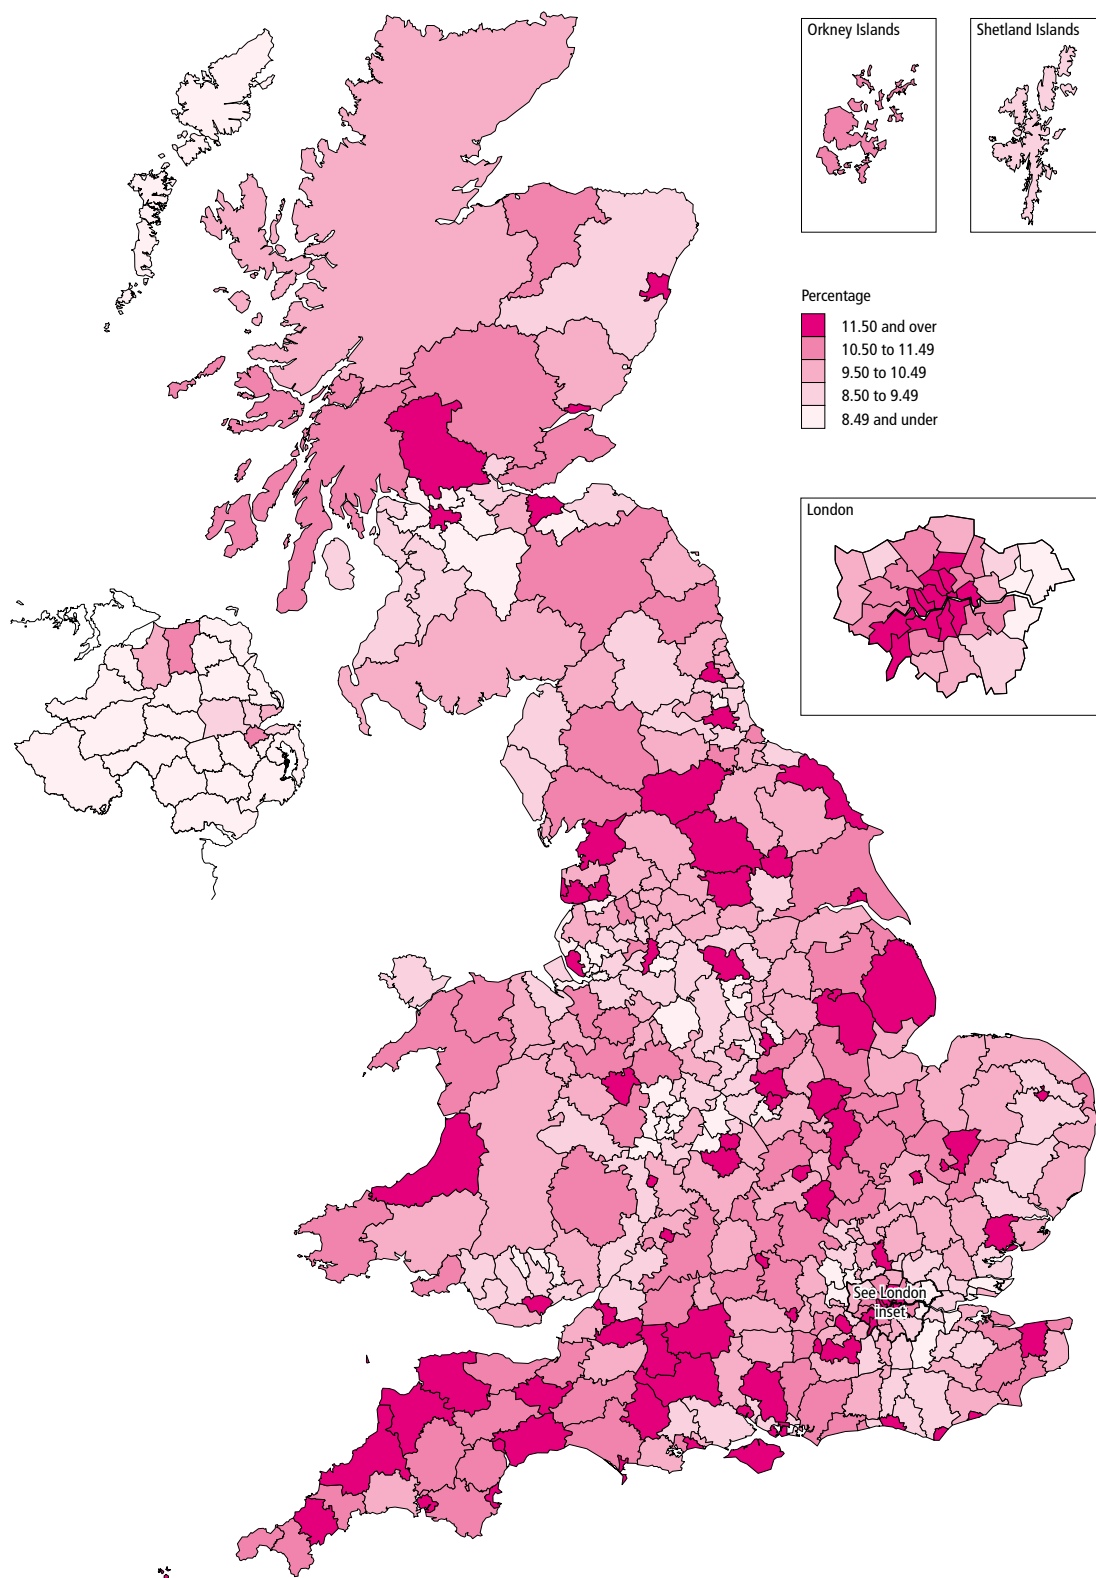 Orkney Islands
Shetland Islands
Percentage
11.50 and over
10.50 to 11.49
9.50 to 10.49
8.50 to 9.49
8.49 and under
London
See London
inset